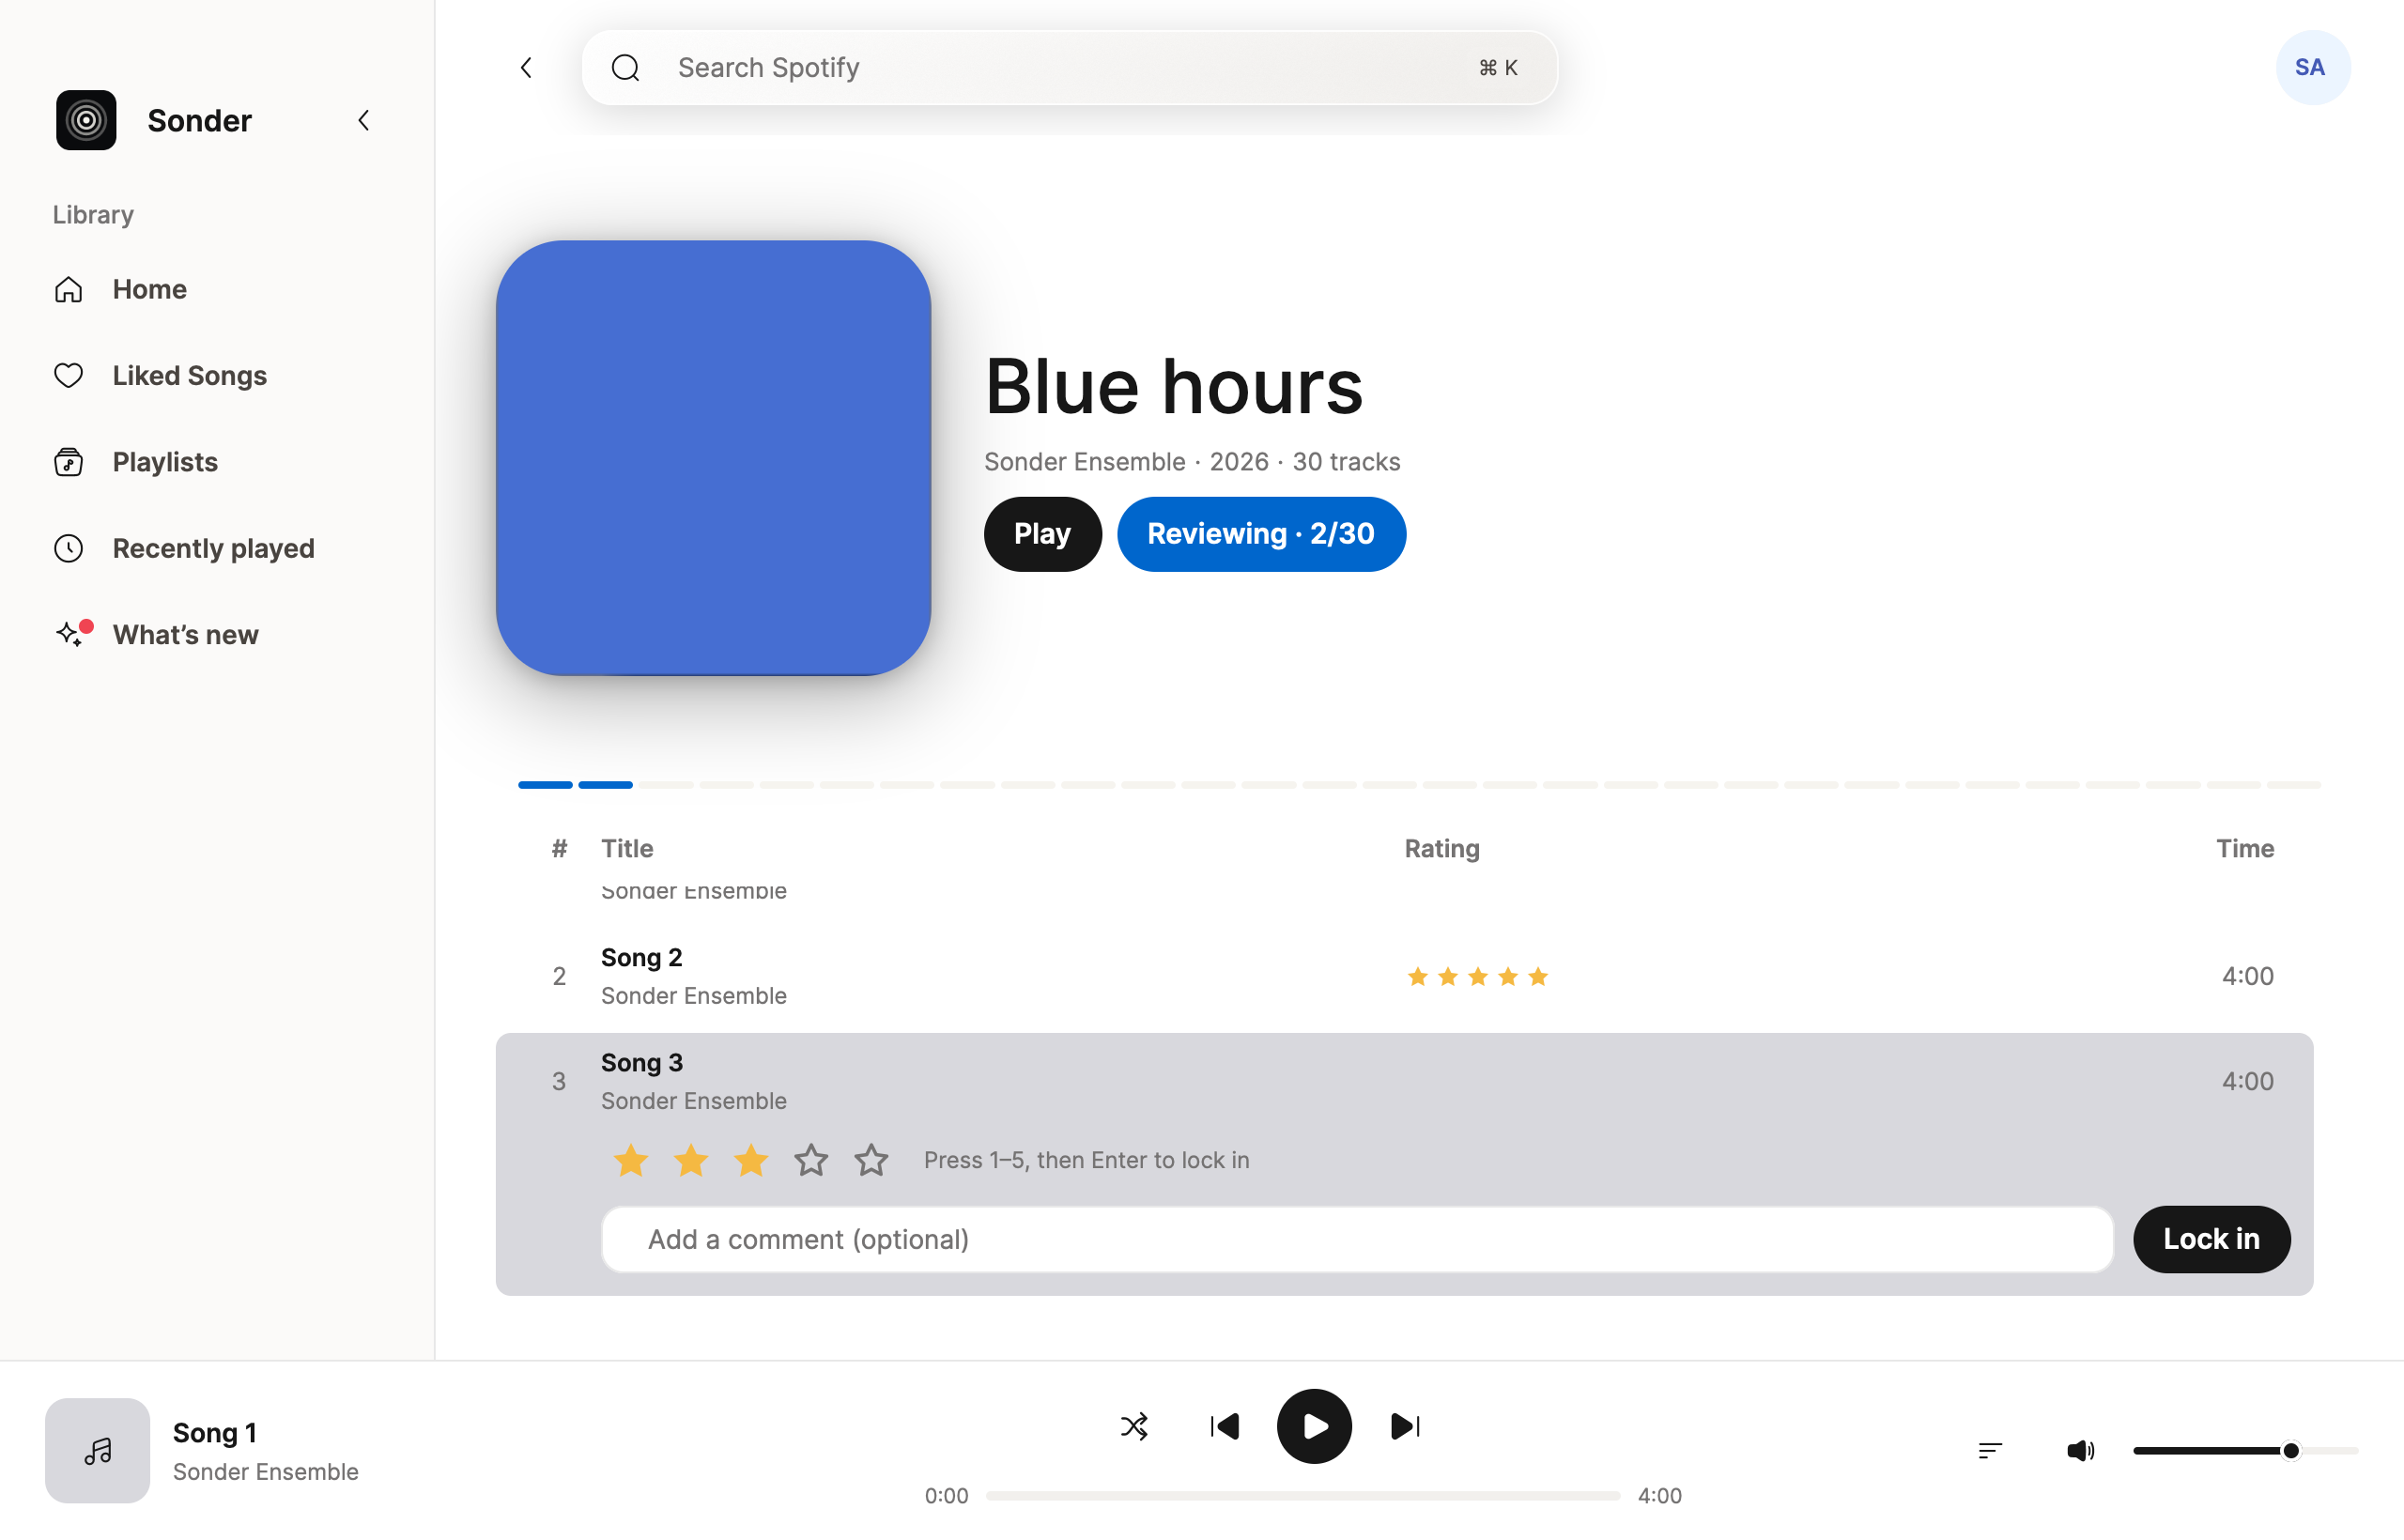 Search Spotify
⌘ K
SA
Sonder
Library
Home
Liked Songs
Playlists
Recently played
What’s new
Blue hours
Sonder Ensemble · 2026 · 30 tracks
Play
Reviewing · 2/30
# Title Rating Time
Sonder Ensemble
2 Song 2 4:00
Sonder Ensemble
3 Song 3 4:00
Sonder Ensemble
Press 1–5, then Enter to lock in
Add a comment (optional)
Lock in
Song 1
Sonder Ensemble
0:00
4:00